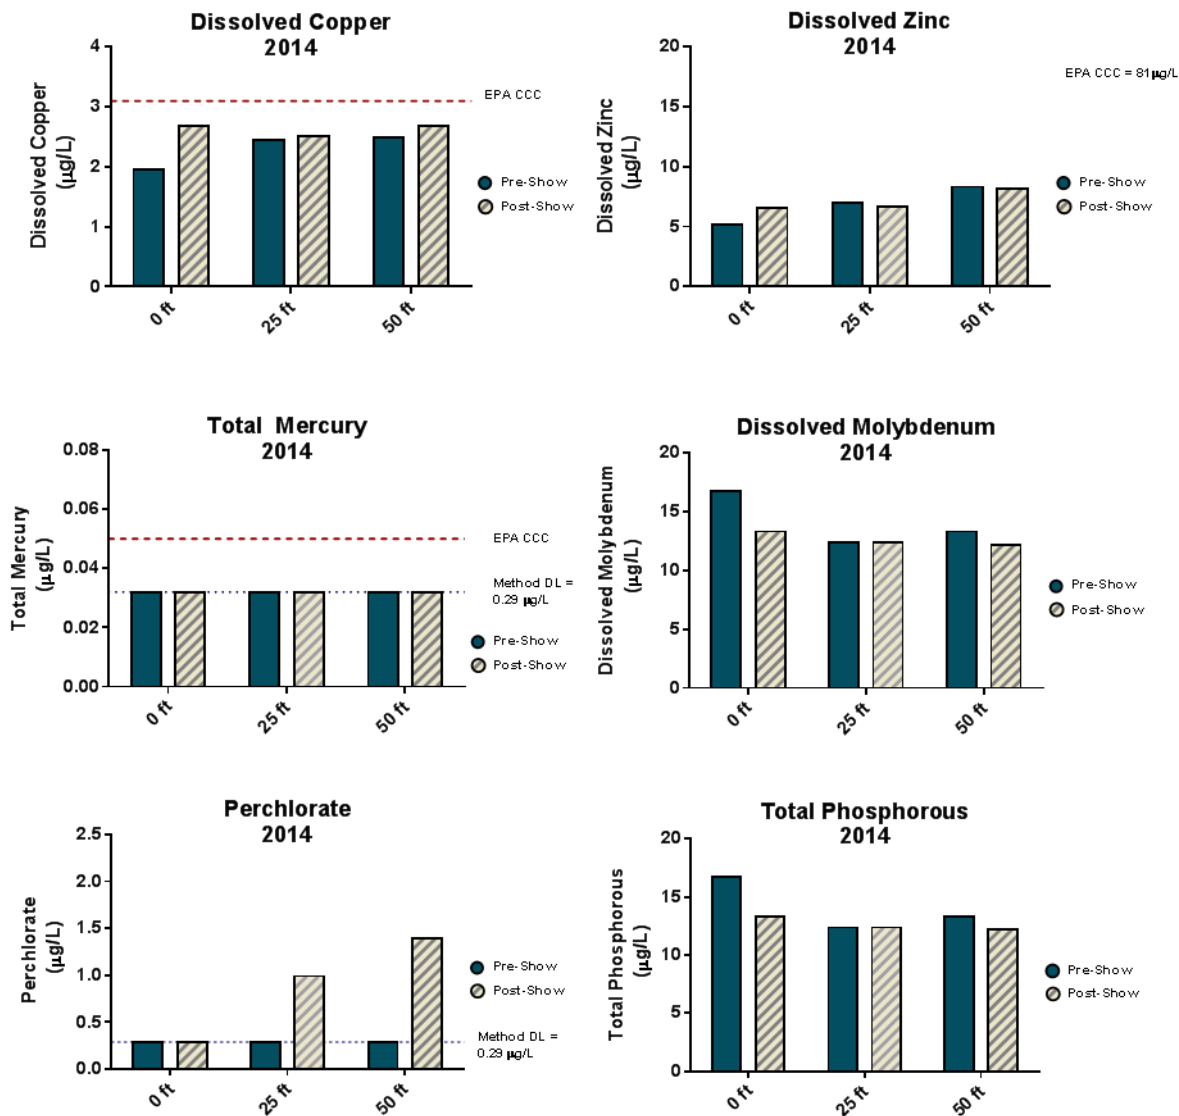 Dissolved Copper
2014
Dissolved Copper
(µg/L)
4
3
2
1
0
EPA CCC
Pre-Show
Post-Show
0 ft
25 ft
50 ft
Dissolved Zinc
2014
EPA CCC = 81µg/L
Dissolved Zinc
(µg/L)
20
15
10
5
0
Pre-Show
Post-Show
0 ft
25 ft
50 ft
Total Mercury
2014
Total Mercury
(µg/L)
0.08
0.06
0.04
0.02
0.00
EPA CCC
Method DL =
0.29 µg/L
Pre-Show
Post-Show
0 ft
25 ft
50 ft
Dissolved Molybdenum
2014
Dissolved Molybdenum
(µg/L)
20
15
10
5
0
Pre-Show
Post-Show
0 ft
25 ft
50 ft
Perchlorate
2014
Perchlorate
(µg/L)
2.5
2.0
1.5
1.0
0.5
0.0
Pre-Show
Post-Show
Method DL =
0.29 µg/L
0 ft
25 ft
50 ft
Total Phosphorous
2014
Total Phosphorous
(µg/L)
20
15
10
5
0
Pre-Show
Post-Show
0 ft
25 ft
50 ft